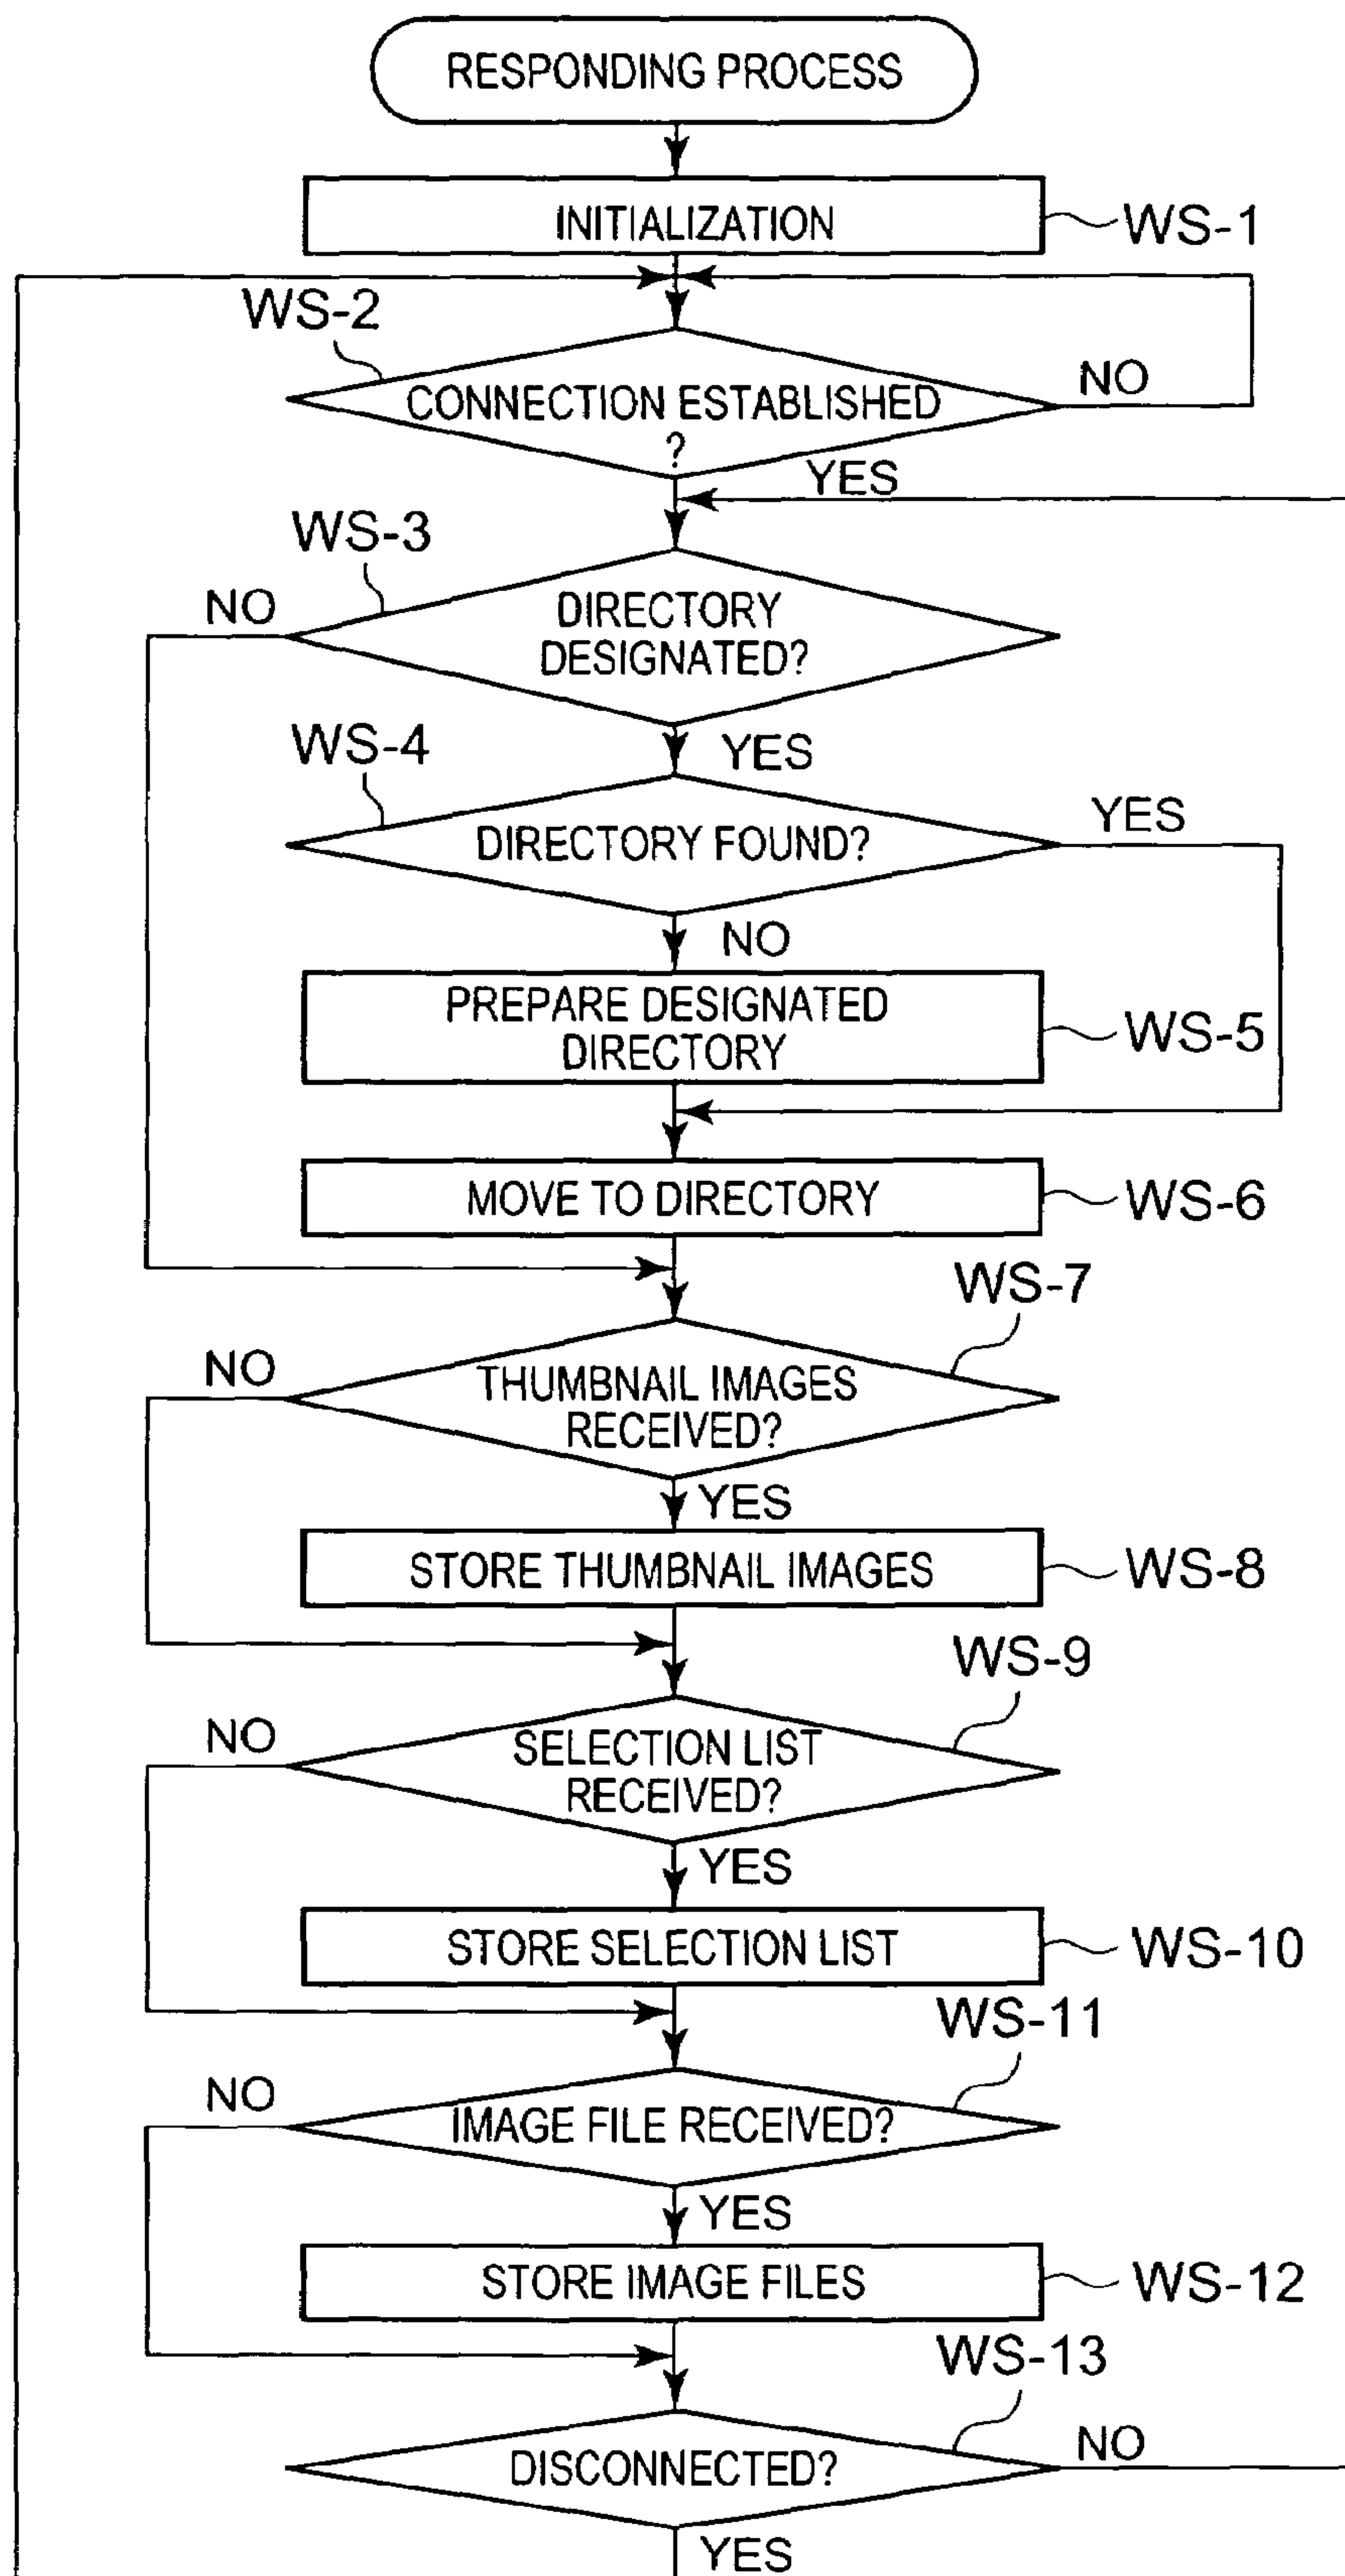 RESPONDING PROCESS
INITIALIZATION
WS-1
WS-2
CONNECTION ESTABLISHED
?
NO
YES
WS-3
NO
DIRECTORY
DESIGNATED?
YES
WS-4
DIRECTORY FOUND?
YES
NO
PREPARE DESIGNATED
DIRECTORY
WS-5
MOVE TO DIRECTORY
WS-6
WS-7
NO
THUMBNAIL IMAGES
RECEIVED?
YES
STORE THUMBNAIL IMAGES
WS-8
WS-9
NO
SELECTION LIST
RECEIVED?
YES
STORE SELECTION LIST
WS-10
WS-11
NO
IMAGE FILE RECEIVED?
YES
STORE IMAGE FILES
WS-12
WS-13
DISCONNECTED?
NO
YES